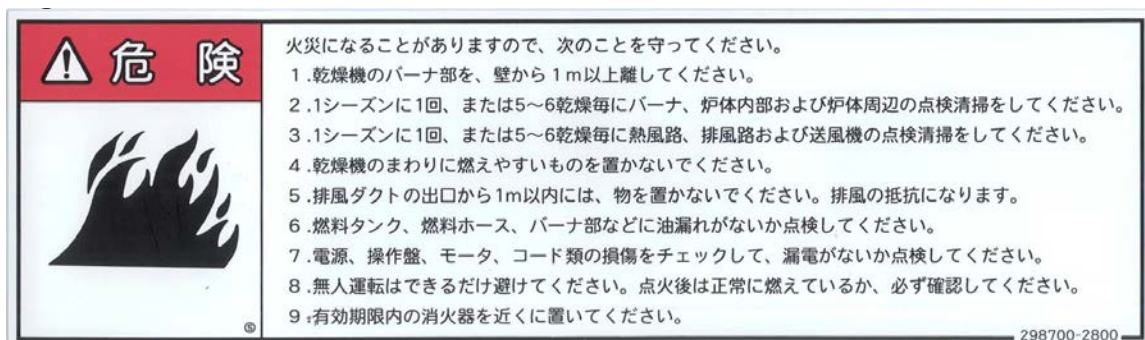 危険
火災になることがありますので、次のことを守ってください。
1.乾燥機のバーナ部を、壁から1m以上離してください。
2.1シーズンに1回、または5～6乾燥毎にバーナ、炉体内部および炉体周辺の点検清掃をしてください。
3.1シーズンに1回、または5～6乾燥毎に熱風路、排風路および送風機の点検清掃をしてください。
4.乾燥機のまわりに燃えやすいものを置かないでください。
5.排風ダクトの出口から1m以内には、物を置かないでください。排風の抵抗になります。
6.燃料タンク、燃料ホース、バーナ部などに油漏れがないか点検してください。
7.電源、操作盤、モータ、コード類の損傷をチェックして、漏電がないか点検してください。
8.無人運転はできるだけ避けてください。点火後は正常に燃えているか、必ず確認してください。
9.有効期限内の消火器を近くに置いてください。
Ⓢ
298700-2800